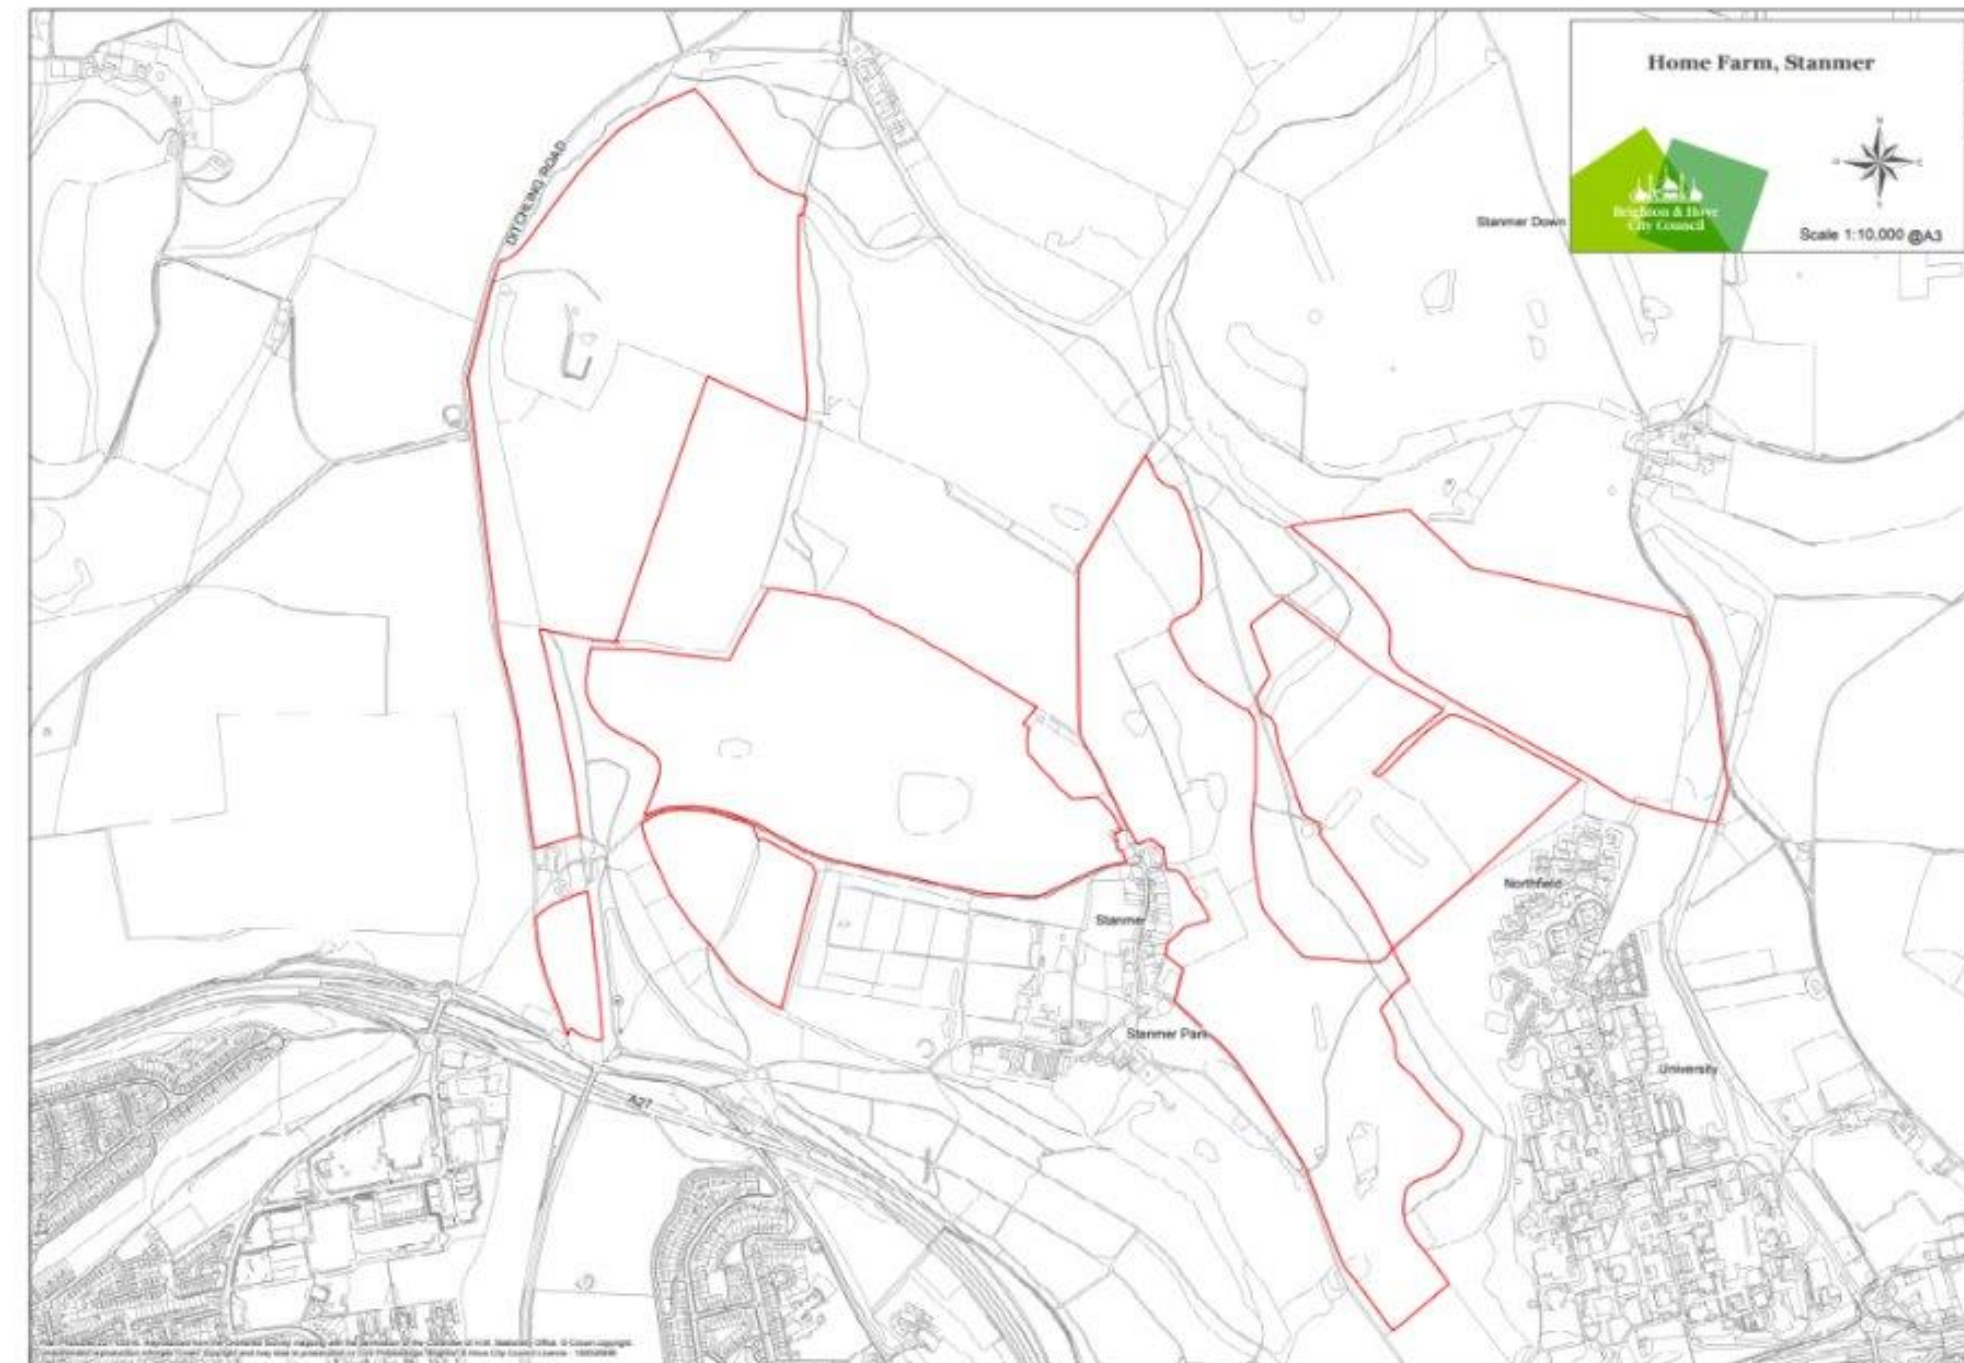 Home Farm, Stanmer
N
Brighton & Hove
City Council
Scale 1:10,000 @A3
Stanmer Down
DITCHLING ROAD
Northfield
Stanmer
Stanmer Park
University
A27